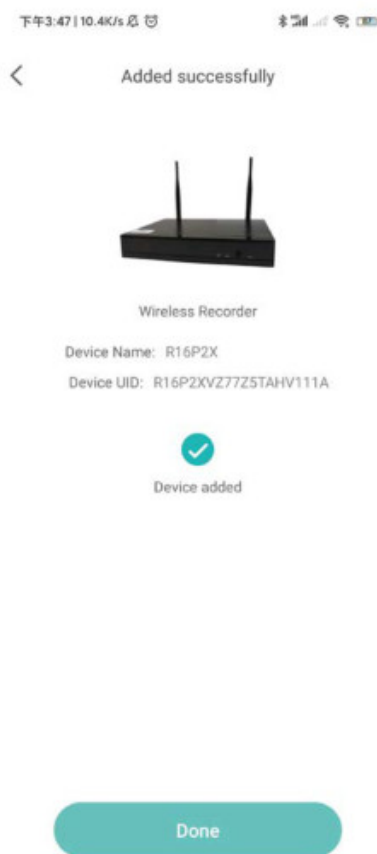 下午3:47 | 10.4K/s
Added successfully
Wireless Recorder
Device Name: R16P2X
Device UID: R16P2XVZ77Z5TAHV111A
Device added
Done